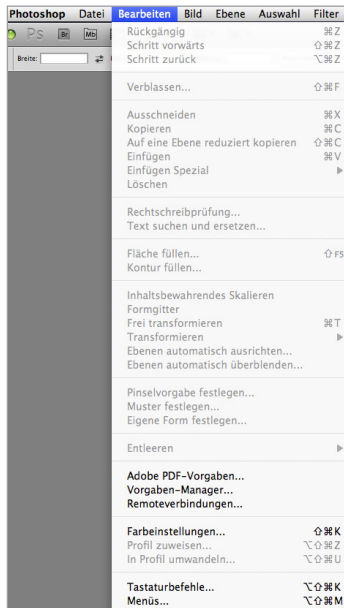 Photoshop Datei Bearbeiten Bild Ebene Auswahl Filter
PS Br Mb
Breite:
Rückgängig ⌘Z
Schritt vorwärts ⇧⌘Z
Schritt zurück ⌥⌘Z
Verblassen... ⇧⌘F
Ausschneiden ⌘X
Kopieren ⌘C
Auf eine Ebene reduziert kopieren ⇧⌘C
Einfügen ⌘V
Einfügen Spezial ▶
Löschen
Rechtschreibprüfung...
Text suchen und ersetzen...
Fläche füllen... ⇧F5
Kontur füllen...
Inhaltsbewahrendes Skalieren
Formgitter
Frei transformieren ⌘T
Transformieren ▶
Ebenen automatisch ausrichten...
Ebenen automatisch überblenden...
Pinselvorgabe festlegen...
Muster festlegen...
Eigene Form festlegen...
Entleeren ▶
Adobe PDF-Vorgaben...
Vorgaben-Manager...
Remoteverbindungen...
Farbeinstellungen... ⇧⌘K
Profil zuweisen... ⌥⇧⌘Z
In Profil umwandeln... ⌥⇧⌘U
Tastaturbefehle... ⌥⇧⌘K
Menüs... ⌥⇧⌘M